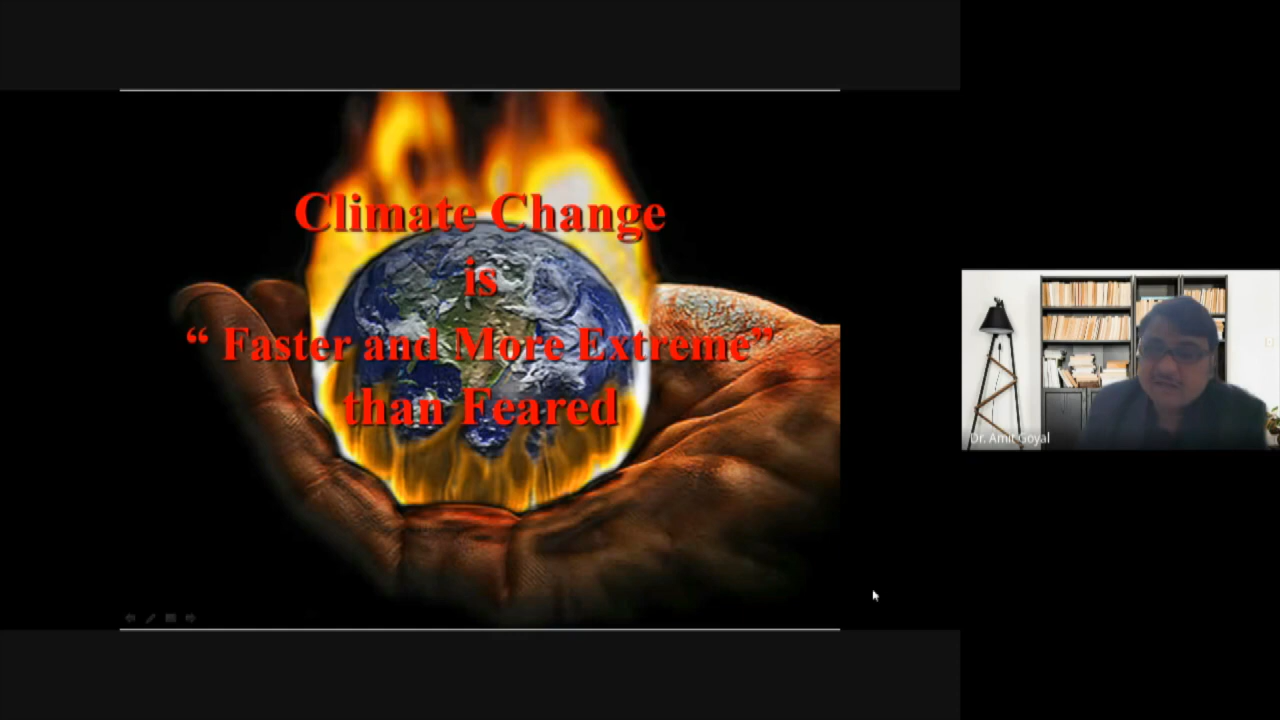 Climate Change
is
“ Faster and More Extreme”
than Feared
Dr. Amit Goyal